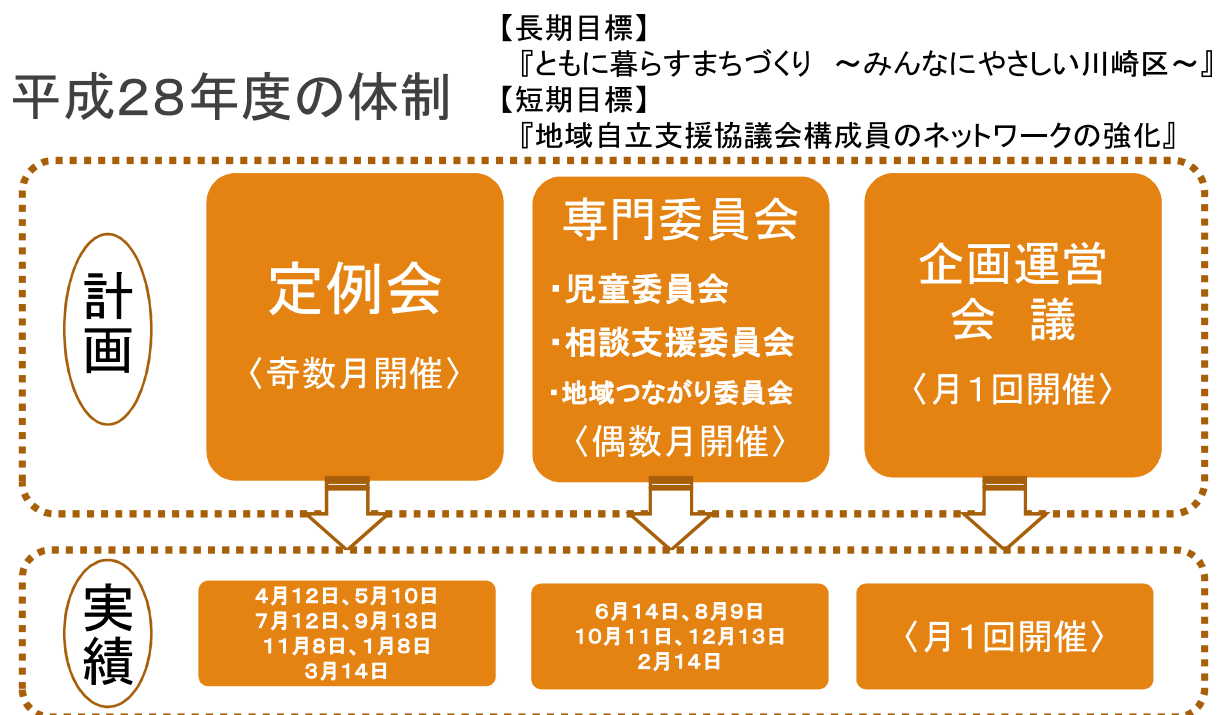 平成28年度の体制
【長期目標】
『ともに暮らすまちづくり　～みんなにやさしい川崎区～』
【短期目標】
『地域自立支援協議会構成員のネットワークの強化』
計画
定例会
〈奇数月開催〉
専門委員会
・児童委員会
・相談支援委員会
・地域つながり委員会
〈偶数月開催〉
企画運営
会　議
〈月１回開催〉
実績
4月12日、5月10日
7月12日、9月13日
11月8日、1月8日
3月14日
6月14日、8月9日
10月11日、12月13日
2月14日
〈月１回開催〉